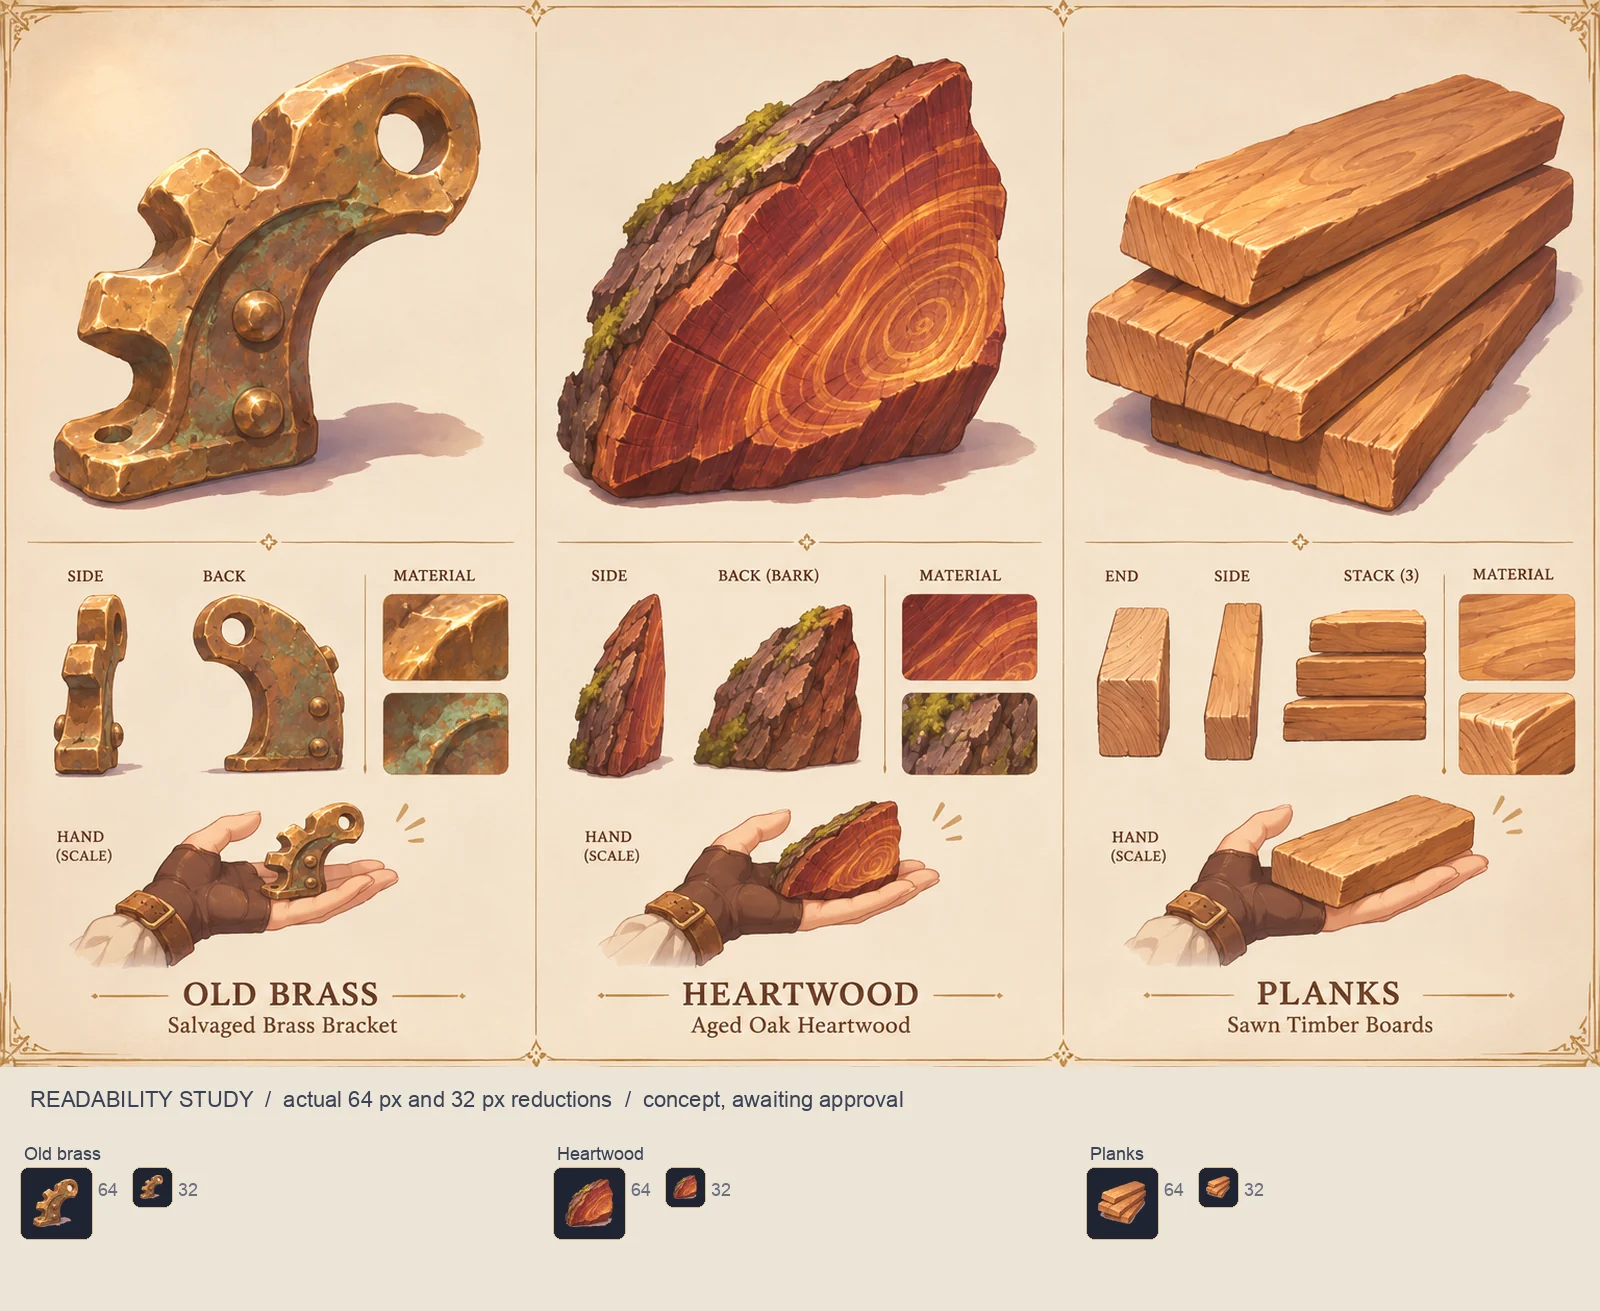 SIDE
BACK
MATERIAL
HAND
(SCALE)
OLD BRASS
Salvaged Brass Bracket
SIDE
BACK (BARK)
MATERIAL
HAND
(SCALE)
HEARTWOOD
Aged Oak Heartwood
END
SIDE
STACK (3)
MATERIAL
HAND
(SCALE)
PLANKS
Sawn Timber Boards
READABILITY STUDY / actual 64 px and 32 px reductions / concept, awaiting approval
Old brass
64
32
Heartwood
64
32
Planks
64
32